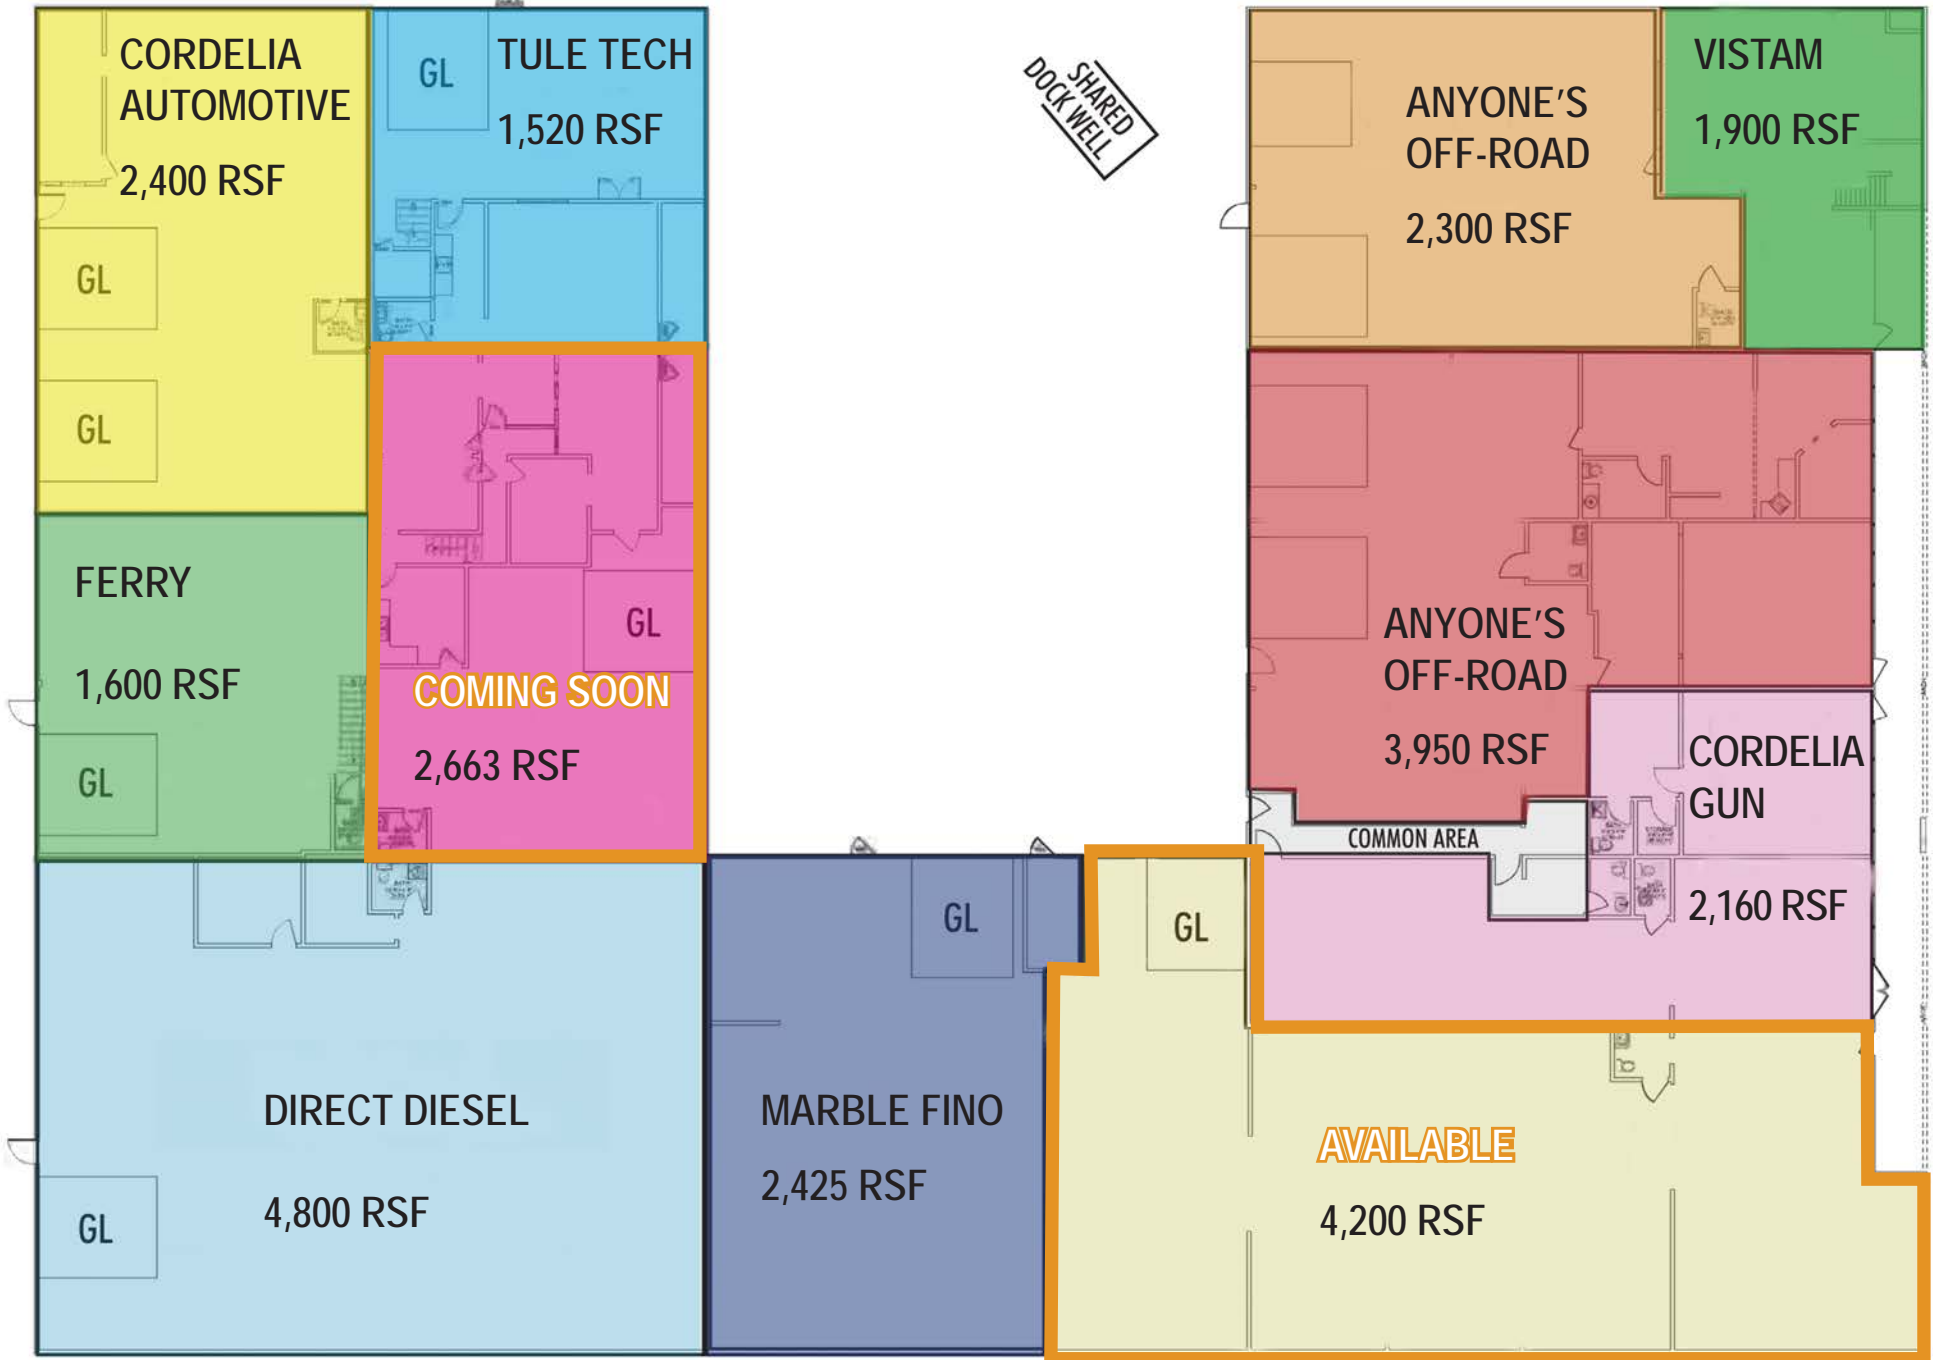 CORDELIA
AUTOMOTIVE
2,400 RSF
GL
GL
GL
TULE TECH
1,520 RSF
SHARED
DOCK WELL
ANYONE'S
OFF-ROAD
2,300 RSF
VISTAM
1,900 RSF
FERRY
1,600 RSF
GL
GL
COMING SOON
2,663 RSF
ANYONE'S
OFF-ROAD
3,950 RSF
COMMON AREA
CORDELIA
GUN
2,160 RSF
DIRECT DIESEL
4,800 RSF
GL
GL
MARBLE FINO
2,425 RSF
GL
AVAILABLE
4,200 RSF